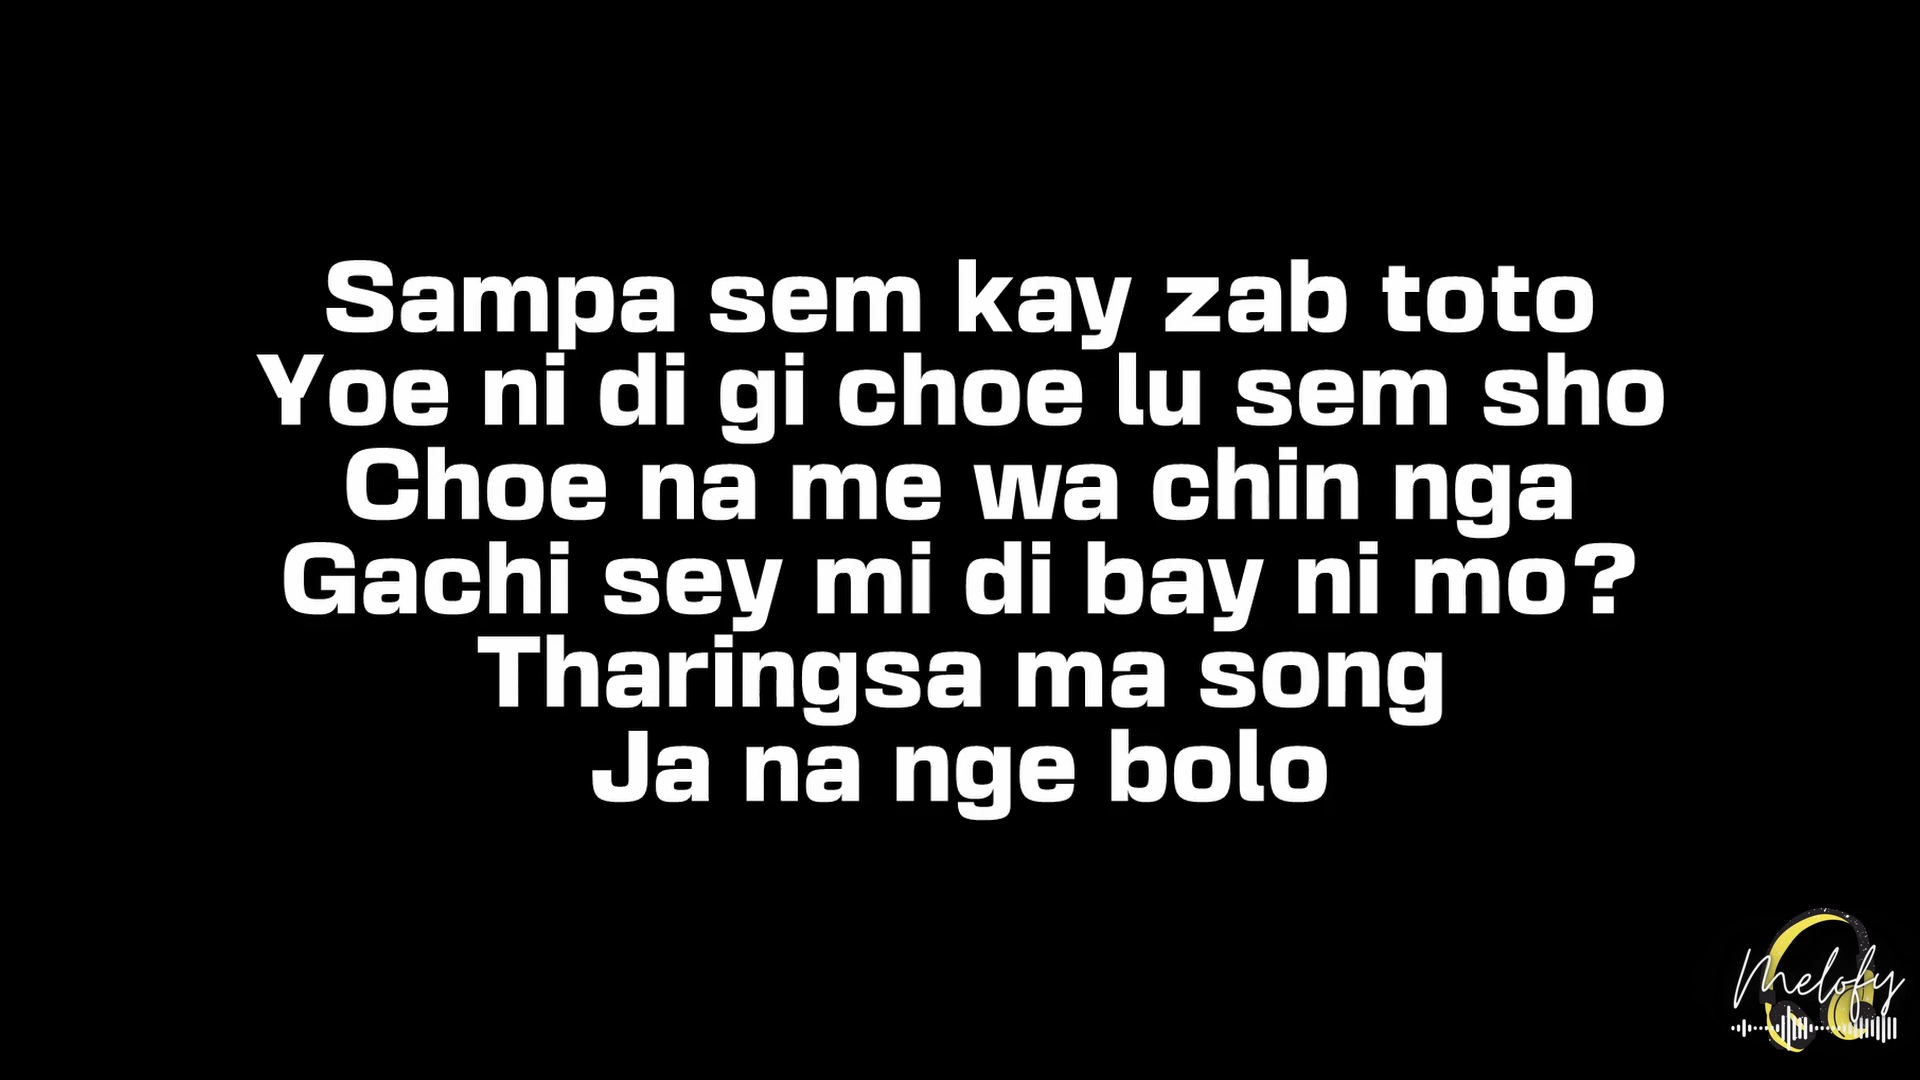 Sampa sem kay zab toto
Yoe ni di gi choe lu sem sho
Choe na me wa chin nga
Gachi sey mi di bay ni mo?
Tharingsa ma song
Ja na nge bolo
Melofy